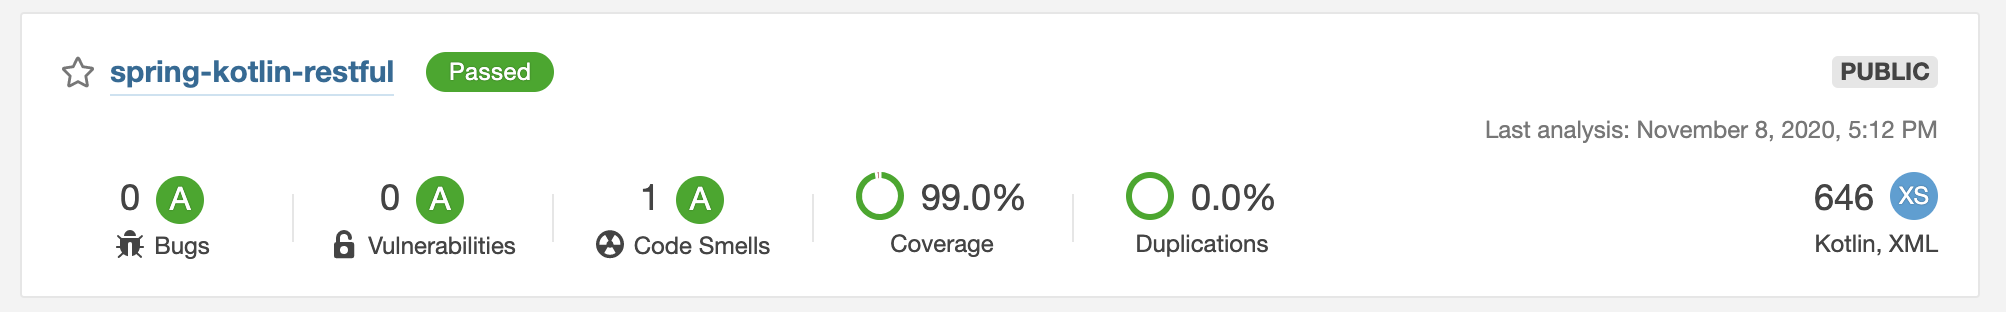 spring-kotlin-restful Passed PUBLIC
Last analysis: November 8, 2020, 5:12 PM
0 A 0 A 1 A 99.0% 0.0% 646 XS
Bugs Vulnerabilities Code Smells Coverage Duplications Kotlin, XML